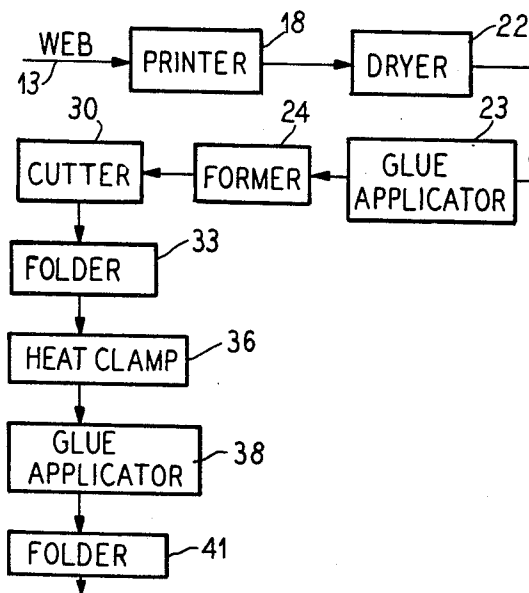 WEB
13
PRINTER
18
DRYER
22
GLUE
APPLICATOR
23
FORMER
24
CUTTER
30
FOLDER
33
HEAT CLAMP
36
GLUE
APPLICATOR
38
FOLDER
41